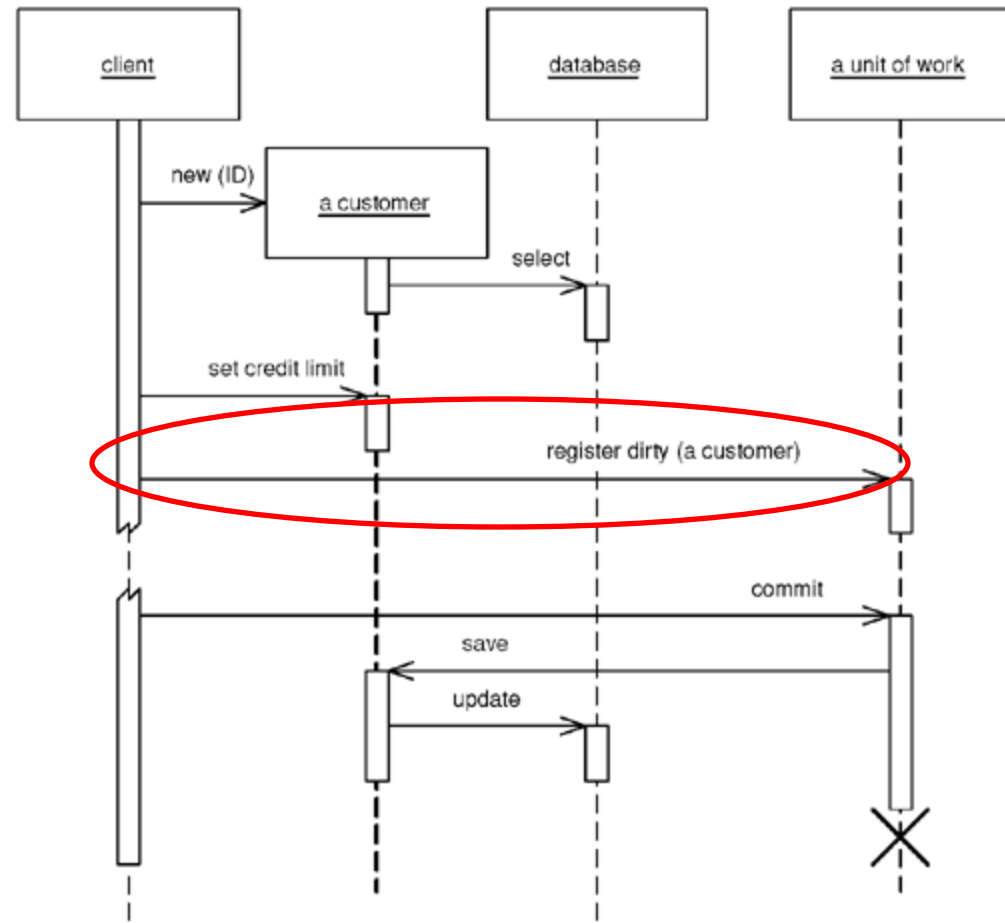 client
database
a unit of work
new (ID)
a customer
select
set credit limit
register dirty (a customer)
commit
save
update